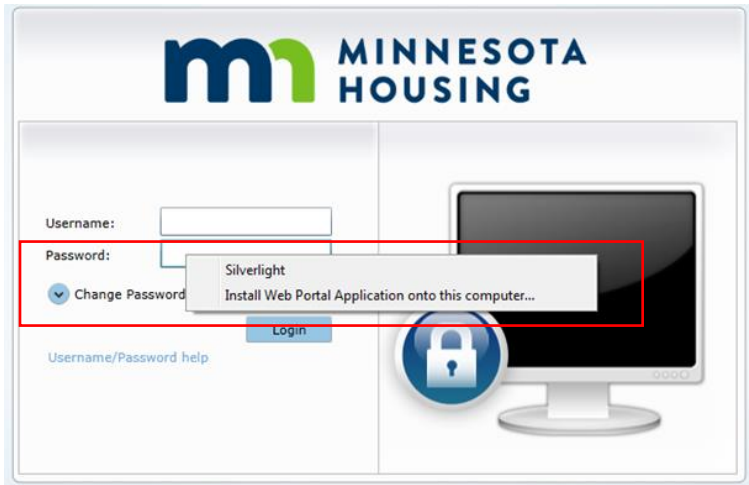 MINNESOTA
HOUSING
Username:
Password:
Silverlight
Change Password
Install Web Portal Application onto this computer...
Login
Username/Password help